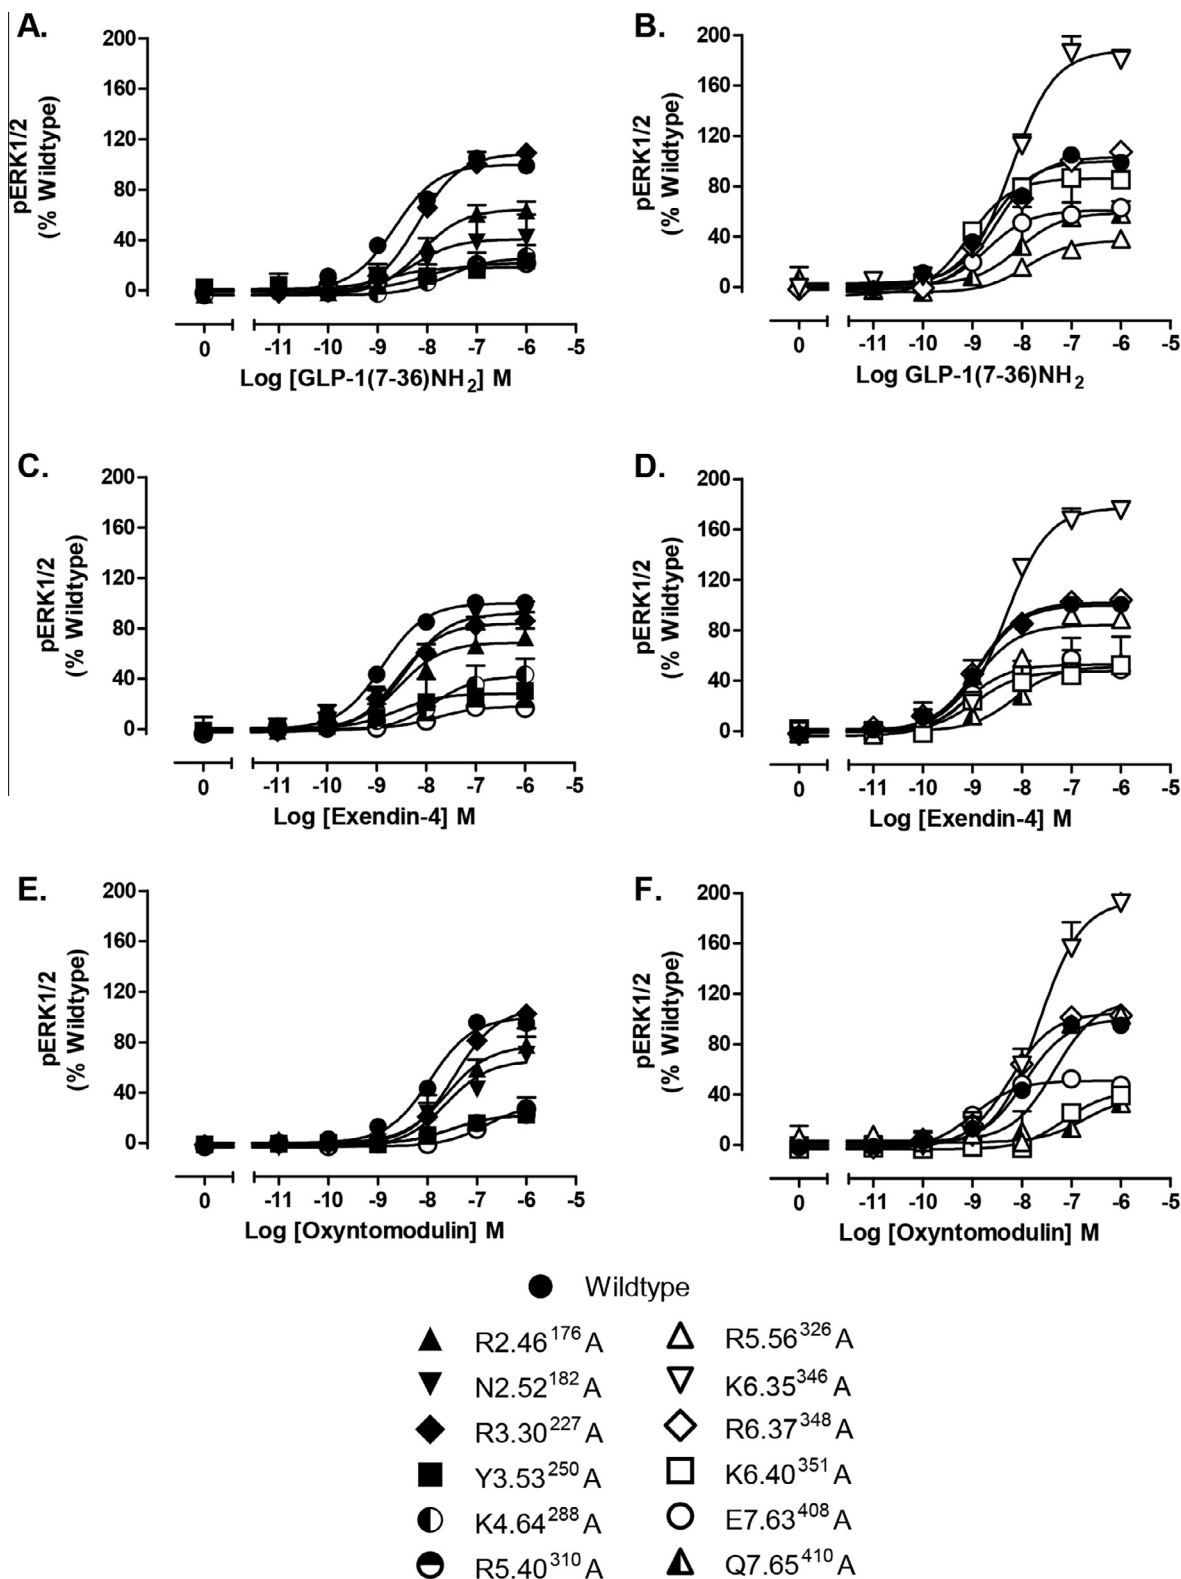 A.
200
160
120
80
40
0
pERK1/2
(% Wildtype)
0 -11 -10 -9 -8 -7 -6 -5
Log [GLP-1(7-36)NH2] M
B.
200
160
120
80
40
0
pERK1/2
(% Wildtype)
0 -11 -10 -9 -8 -7 -6 -5
Log GLP-1(7-36)NH2
C.
200
160
120
80
40
0
pERK1/2
(% Wildtype)
0 -11 -10 -9 -8 -7 -6 -5
Log [Exendin-4] M
D.
200
160
120
80
40
0
pERK1/2
(% Wildtype)
0 -11 -10 -9 -8 -7 -6 -5
Log [Exendin-4] M
E.
200
160
120
80
40
0
pERK1/2
(% Wildtype)
0 -11 -10 -9 -8 -7 -6 -5
Log [Oxyntomodulin] M
F.
200
160
120
80
40
0
pERK1/2
(% Wildtype)
0 -11 -10 -9 -8 -7 -6 -5
Log [Oxyntomodulin] M
Wildtype
R2.46176A
N2.52182A
R3.30227A
Y3.53250A
K4.64288A
R5.40310A
R5.56326A
K6.35346A
R6.37348A
K6.40351A
E7.63408A
Q7.65410A